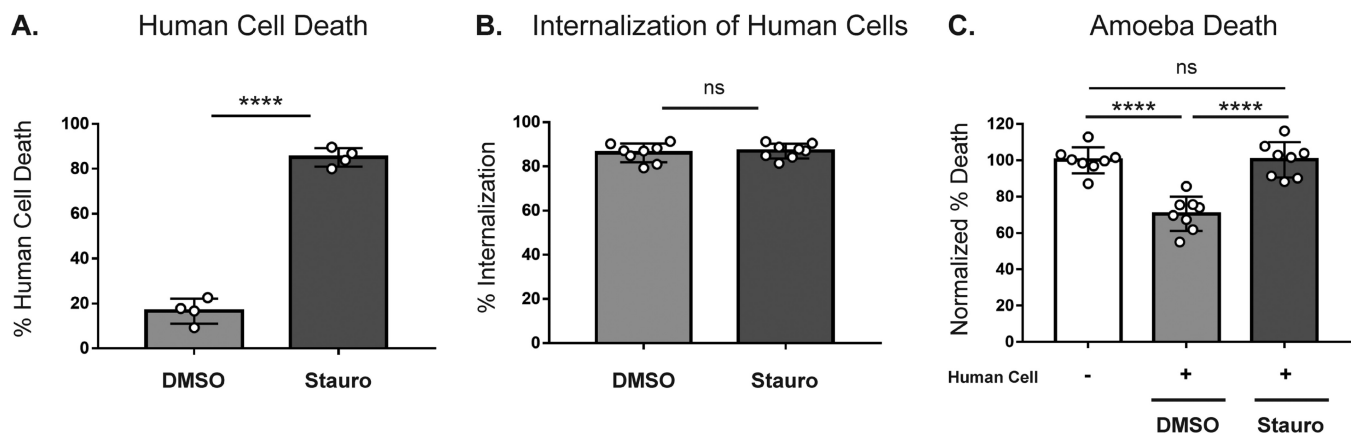 A. Human Cell Death
****
% Human Cell Death
100
80
60
40
20
0
DMSO Stauro
B. Internalization of Human Cells
ns
% Internalization
100
80
60
40
20
0
DMSO Stauro
C. Amoeba Death
ns
**** ****
Normalized % Death
120
100
80
60
40
20
0
Human Cell - + +
DMSO Stauro